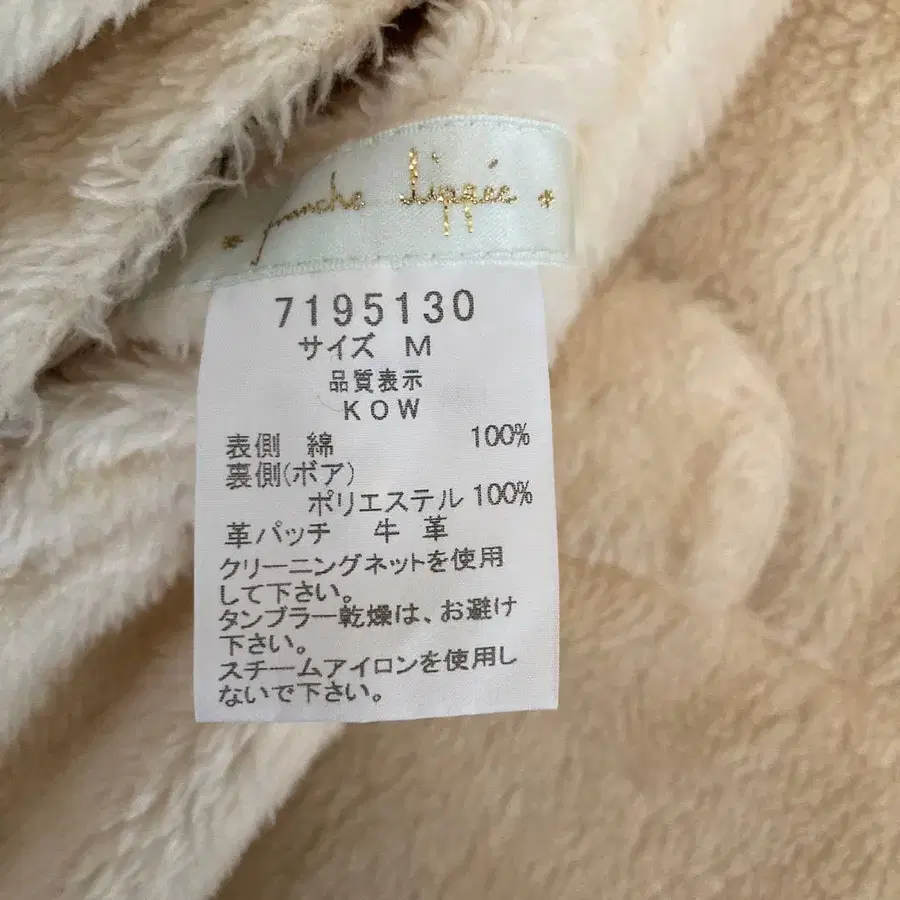 * franche lippée *
7195130
サイズ M
品質表示
KOW
表側 綿 100%
裏側(ボア)
ポリエステル 100%
革パッチ 牛 革
クリーニングネットを使用
して下さい。
タンブラー乾燥は、お避け
下さい。
スチームアイロンを使用し
ないで下さい。